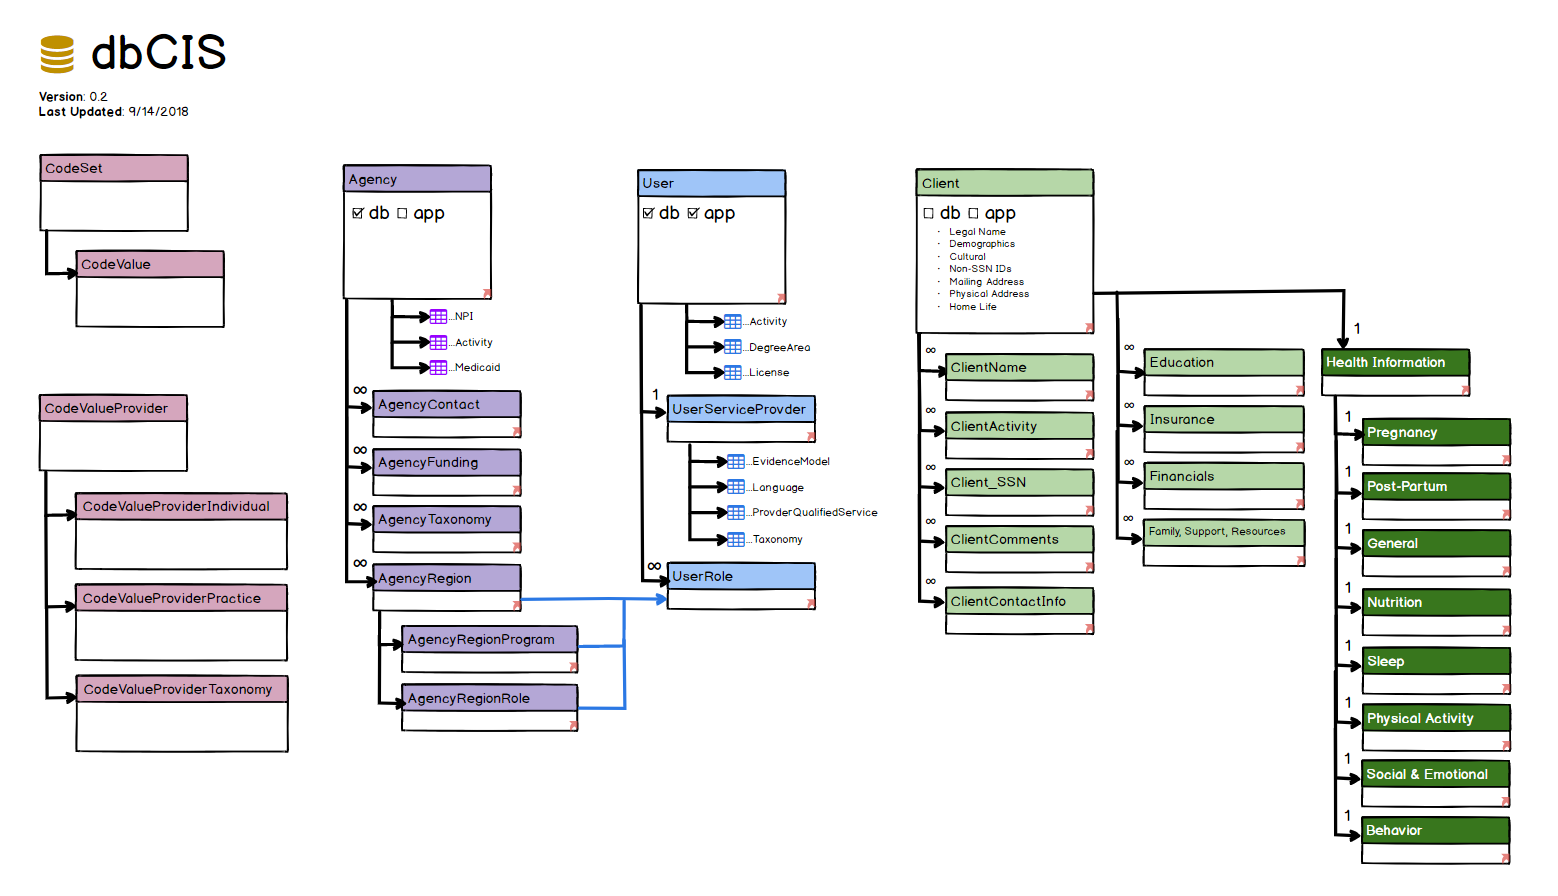 dbCIS
Version: 0.2
Last Updated: 9/14/2018
CodeSet
CodeValue
CodeValueProvider
CodeValueProviderIndividual
CodeValueProviderPractice
CodeValueProviderTaxonomy
Agency
db app
...NPI
...Activity
...Medicaid
∞
AgencyContact
∞
AgencyFunding
∞
AgencyTaxonomy
∞
AgencyRegion
AgencyRegionProgram
AgencyRegionRole
User
db app
...Activity
...DegreeArea
...License
1
UserServiceProvder
...EvidenceModel
...Language
...ProvderQualifiedService
...Taxonomy
∞
UserRole
Client
db app
· Legal Name
· Demographics
· Cultural
· Non-SSN IDs
· Mailing Address
· Physical Address
· Home Life
∞
ClientName
∞
ClientActivity
∞
Client_SSN
∞
ClientComments
∞
ClientContactInfo
∞
Education
∞
Insurance
∞
Financials
∞
Family, Support, Resources
1
Health Information
1
Pregnancy
1
Post-Partum
1
General
1
Nutrition
1
Sleep
1
Physical Activity
1
Social & Emotional
1
Behavior